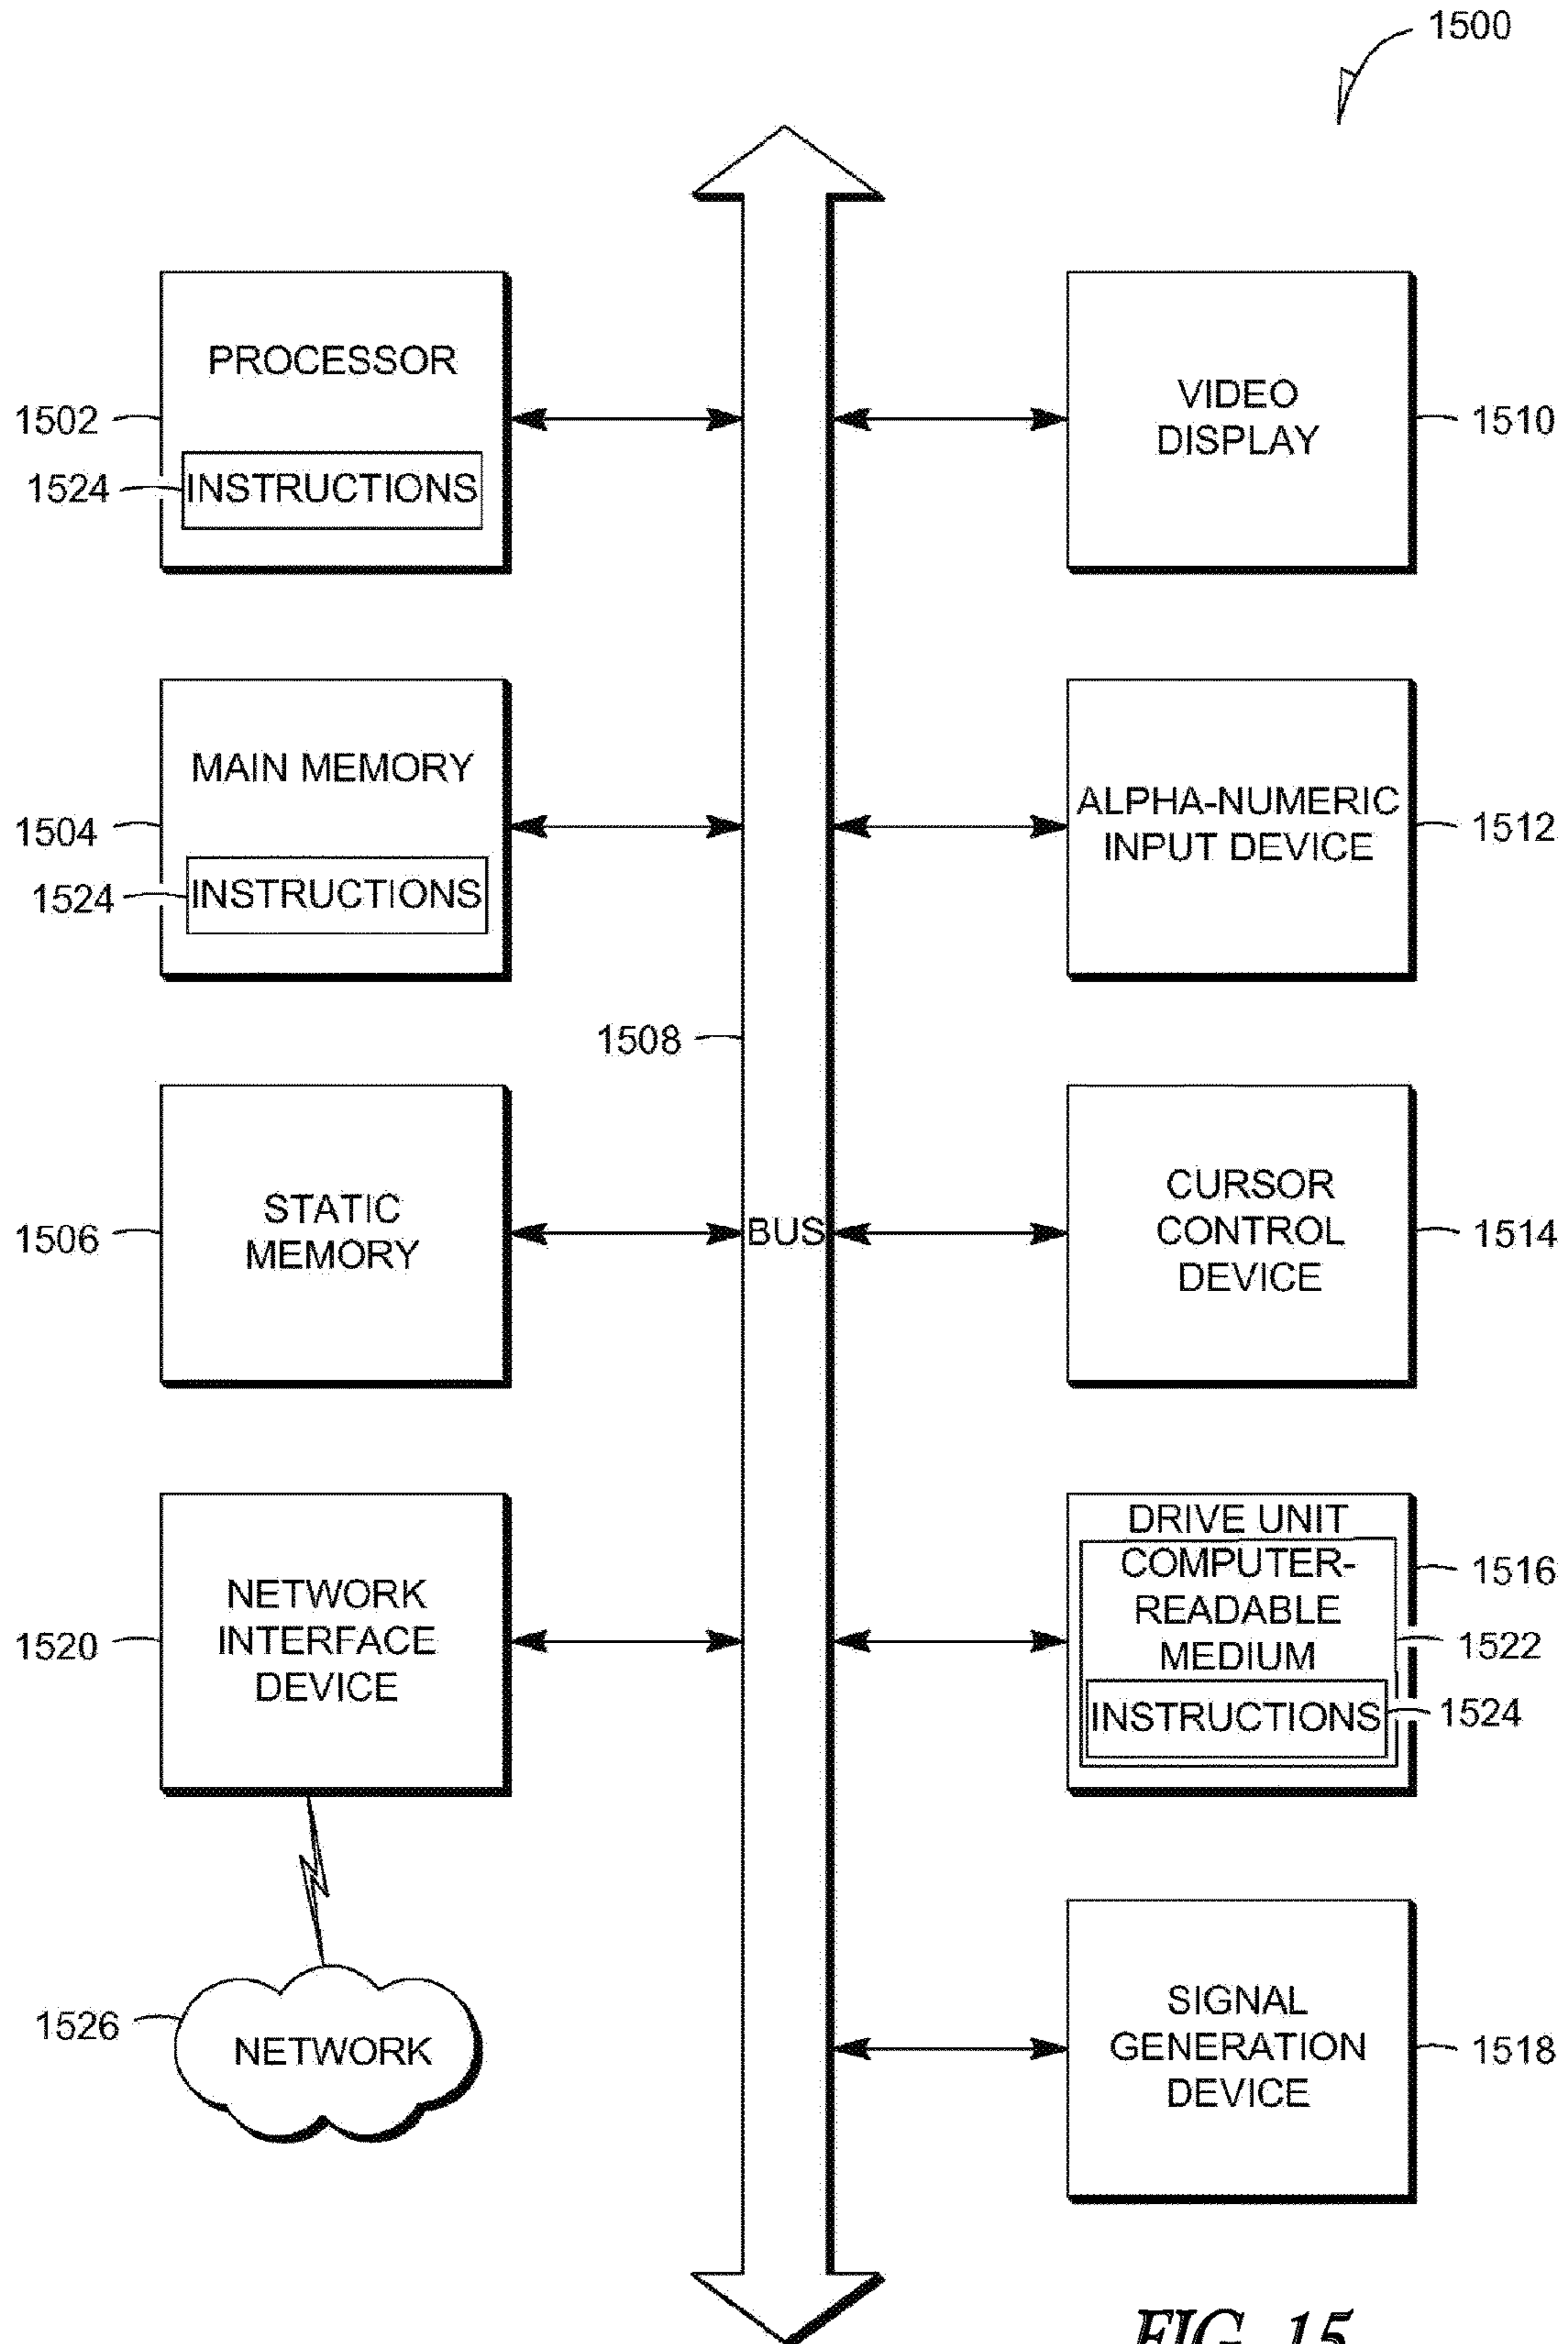 1500
PROCESSOR
1502
1524
INSTRUCTIONS
VIDEO
DISPLAY
1510
MAIN MEMORY
1504
1524
INSTRUCTIONS
ALPHA-NUMERIC
INPUT DEVICE
1512
1508
STATIC
MEMORY
1506
BUS
CURSOR
CONTROL
DEVICE
1514
NETWORK
INTERFACE
DEVICE
1520
DRIVE UNIT
1516
COMPUTER-
READABLE
MEDIUM
1522
INSTRUCTIONS
1524
1526
NETWORK
SIGNAL
GENERATION
DEVICE
1518
FIG. 15